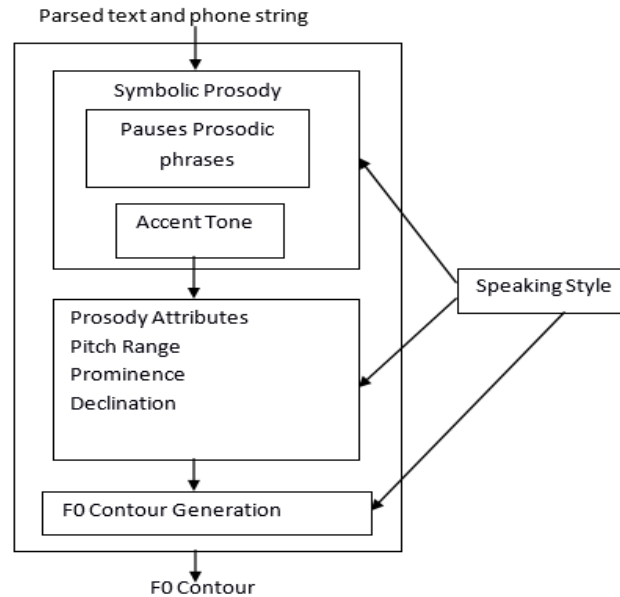 Parsed text and phone string
Symbolic Prosody
Pauses Prosodic
phrases
Accent Tone
Speaking Style
Prosody Attributes
Pitch Range
Prominence
Declination
F0 Contour Generation
F0 Contour